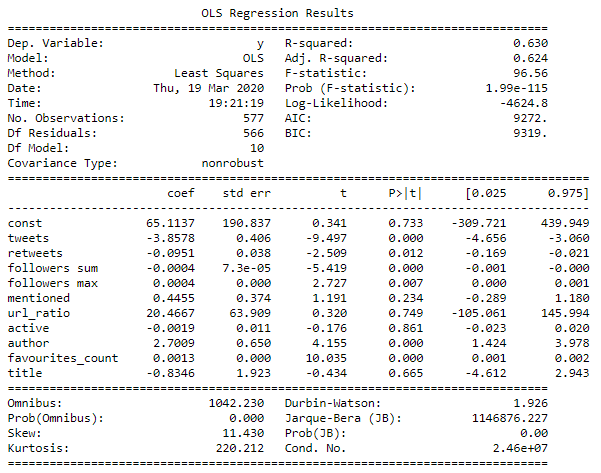 OLS Regression Results
==============================================================================
Dep. Variable: y R-squared: 0.630
Model: OLS Adj. R-squared: 0.624
Method: Least Squares F-statistic: 96.56
Date: Thu, 19 Mar 2020 Prob (F-statistic): 1.99e-115
Time: 19:21:19 Log-Likelihood: -4624.8
No. Observations: 577 AIC: 9272.
Df Residuals: 566 BIC: 9319.
Df Model: 10
Covariance Type: nonrobust
====================================================================================
coef std err t P>|t| [0.025 0.975]
------------------------------------------------------------------------------------
const 65.1137 190.837 0.341 0.733 -309.721 439.949
tweets -3.8578 0.406 -9.497 0.000 -4.656 -3.060
retweets -0.0951 0.038 -2.509 0.012 -0.169 -0.021
followers sum -0.0004 7.3e-05 -5.419 0.000 -0.001 -0.000
followers max 0.0004 0.000 2.727 0.007 0.000 0.001
mentioned 0.4455 0.374 1.191 0.234 -0.289 1.180
url_ratio 20.4667 63.909 0.320 0.749 -105.061 145.994
active -0.0019 0.011 -0.176 0.861 -0.023 0.020
author 2.7009 0.650 4.155 0.000 1.424 3.978
favourites_count 0.0013 0.000 10.035 0.000 0.001 0.002
title -0.8346 1.923 -0.434 0.665 -4.612 2.943
==============================================================================
Omnibus: 1042.230 Durbin-Watson: 1.926
Prob(Omnibus): 0.000 Jarque-Bera (JB): 1146876.227
Skew: 11.430 Prob(JB): 0.00
Kurtosis: 220.212 Cond. No. 2.46e+07
==============================================================================